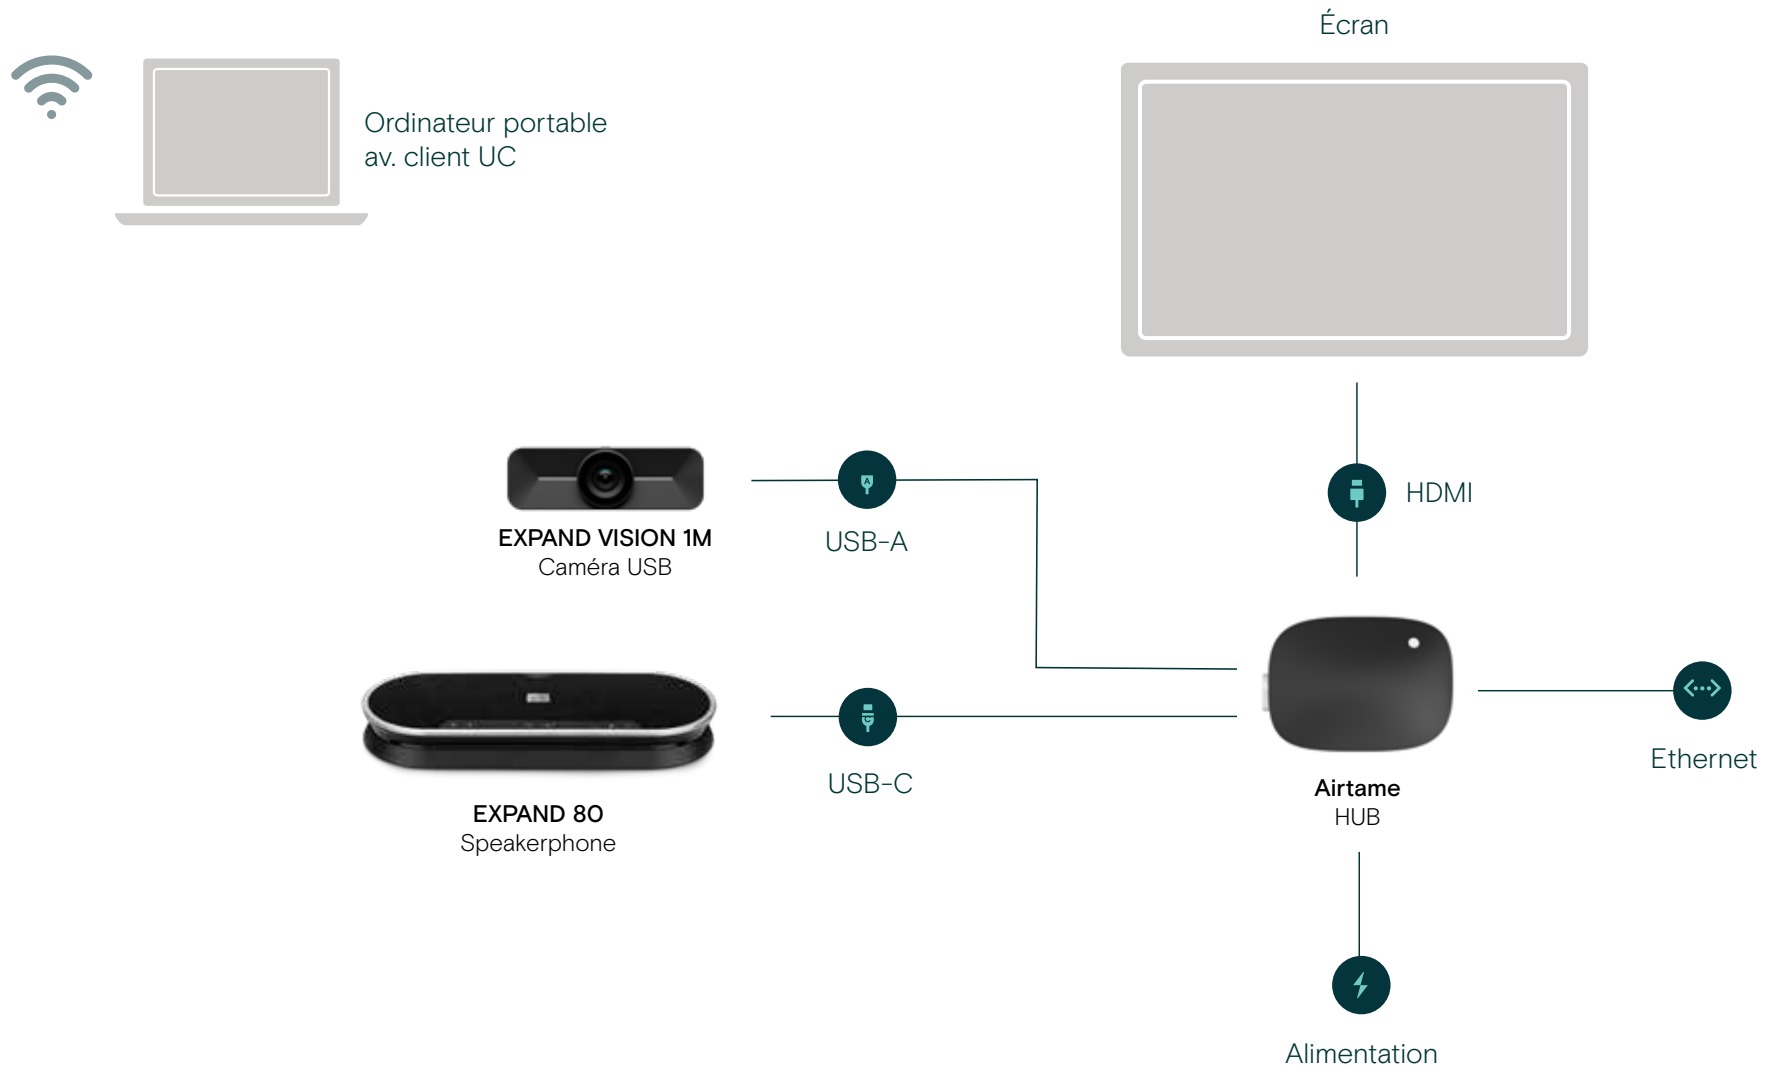 Écran
Ordinateur portable
av. client UC
HDMI
EXPAND VISION 1M
Caméra USB
USB-A
USB-C
EXPAND 80
Speakerphone
Airtame
HUB
Ethernet
Alimentation